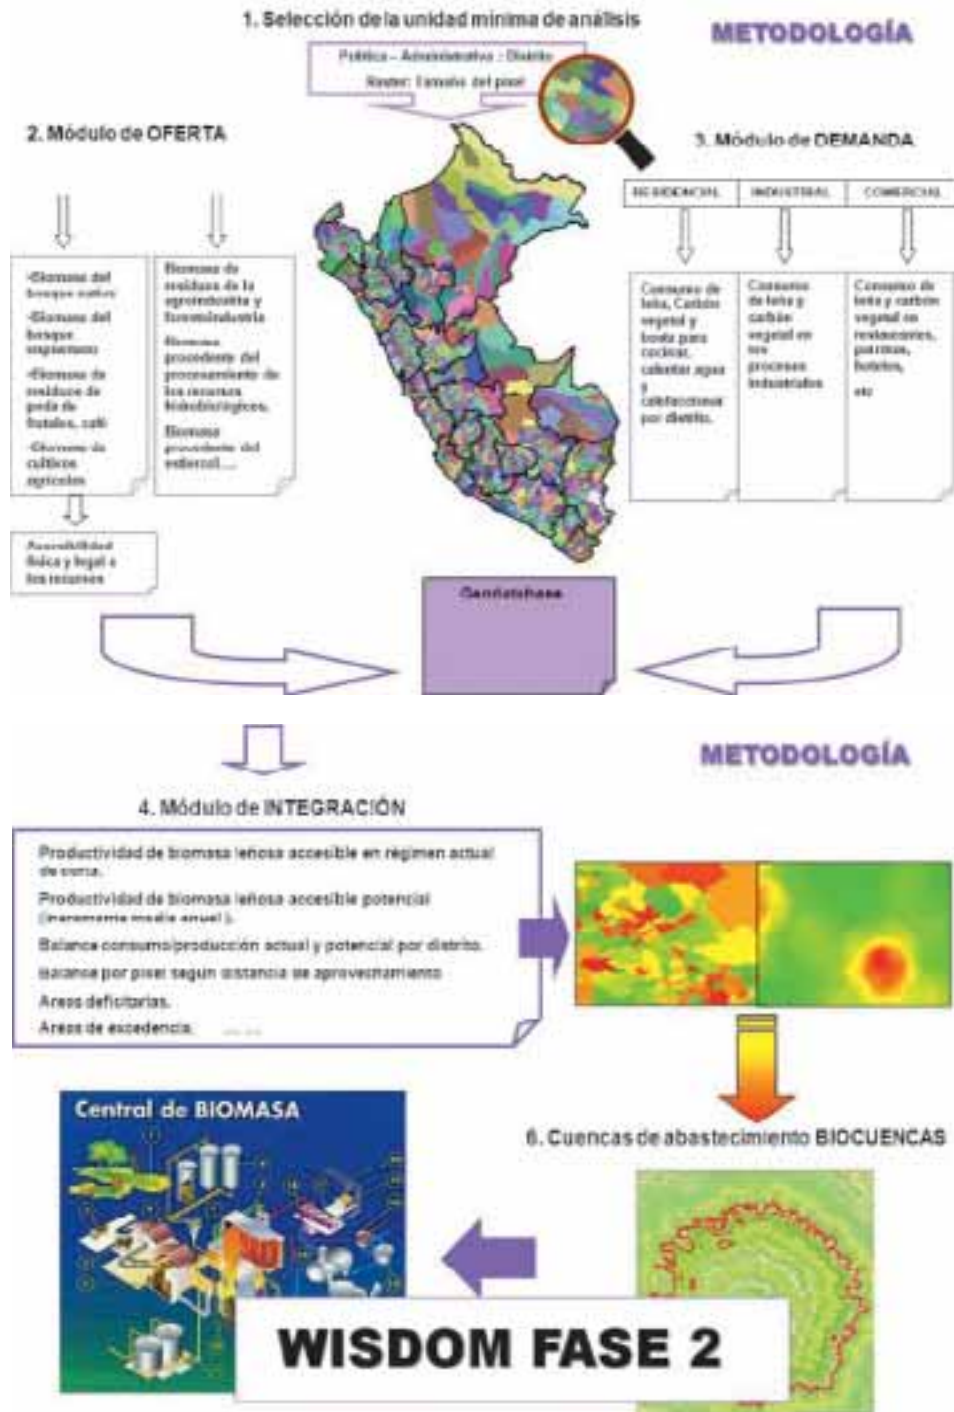 1. Selección de la unidad mínima de análisis
METODOLOGÍA
Política – Administrativa : Distrito
Raster: Tamaño del pixel
2. Módulo de OFERTA
3. Módulo de DEMANDA
RESIDENCIAL INDUSTRIAL COMERCIAL
-Biomasa del
bosque nativo
-Biomasa del
bosque
implantado
-Biomasa de
residuos de
poda de
frutales, café
-Biomasa de
cultivos
agrícolas
Biomasa de
residuos de la
agroindustria y
forestoindustria
Biomasa
procedente del
procesamiento de
los recursos
hidrobiológicos,
Biomasa
procedente del
estiércol....
Consumo de
leña, Carbón
vegetal y
bosta para
cocinar,
calentar agua
y
calefaccionar
por distrito.
Consumo
de leña y
carbón
vegetal en
los
procesos
industriales
Consumo de
leña y carbón
vegetal en
restaurantes,
hoteles,
etc
Accesibilidad
física y legal a
los recursos
Geodatabase
METODOLOGÍA
4. Módulo de INTEGRACIÓN
Productividad de biomasa leñosa accesible en régimen actual
de corta.
Productividad de biomasa leñosa accesible potencial
(incremento medio anual ).
Balance consumo/producción actual y potencial por distrito.
Balance por pixel según distancia de aprovechamiento
Areas deficitarias.
Areas de excedencia.
Central de BIOMASA
6. Cuencas de abastecimiento BIOCUENCAS
WISDOM FASE 2